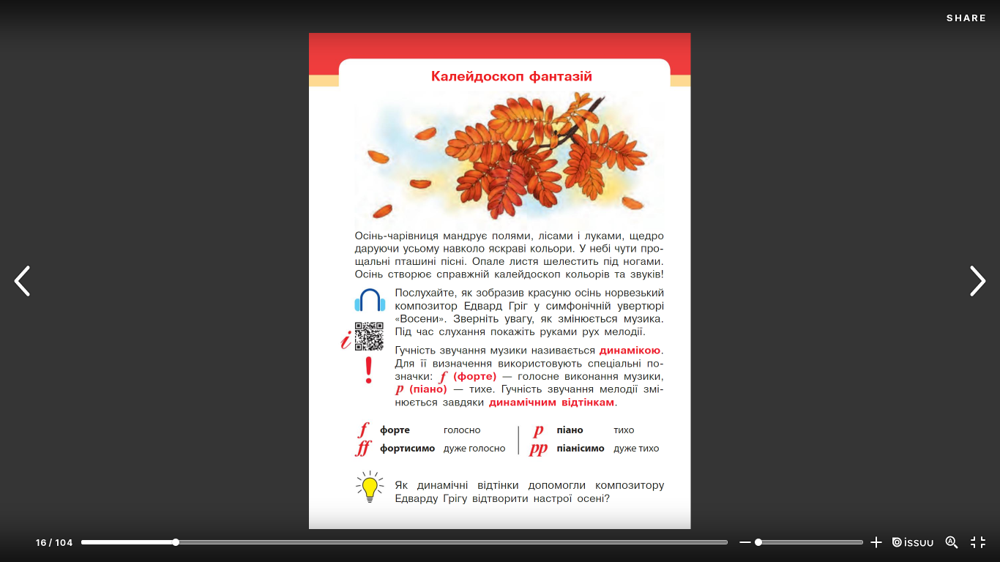 SHARE
Калейдоскоп фантазій
Осінь-чарівниця мандрує полями, лісами і луками, щедро
даруючи усьому навколо яскраві кольори. У небі чути про-
щальні пташині пісні. Опале листя шелестить під ногами.
Осінь створює справжній калейдоскоп кольорів та звуків!
Послухайте, як зобразив красуню осінь норвезький
композитор Едвард Гріг у симфонічній увертюрі
«Восени». Зверніть увагу, як змінюється музика.
Під час слухання покажіть руками рух мелодії.
i
!
Гучність звучання музики називається динамікою.
Для її визначення використовують спеціальні по-
значки: f (форте) — голосне виконання музики,
p (піано) — тихе. Гучність звучання мелодії змі-
нюється завдяки динамічним відтінкам.
f форте голосно p піано тихо
ff фортисимо дуже голосно pp піанісимо дуже тихо
Як динамічні відтінки допомогли композитору
Едварду Грігу відтворити настрої осені?
16 / 104 issuu